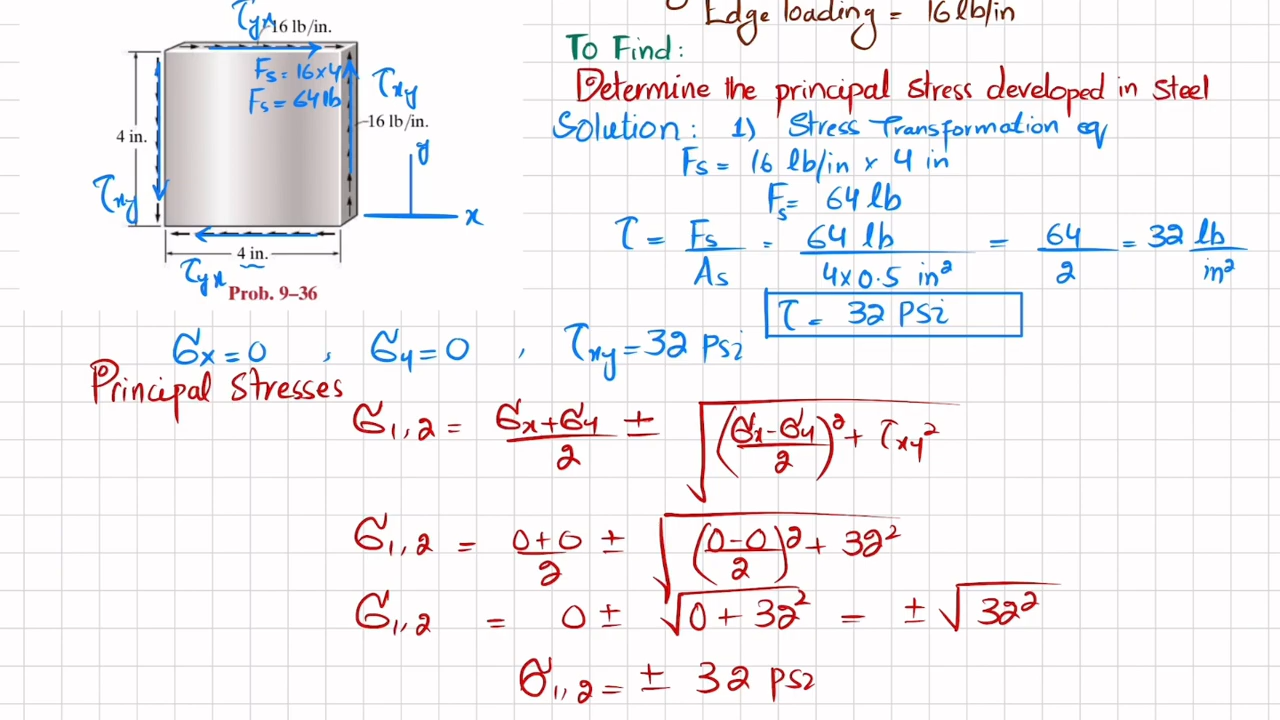 Edge loading = 16 lb/in
τyx 16 lb/in.
To Find:
Fs = 16×4
Fs = 64 lb
τxy
Determine the principal stress developed in steel
16 lb/in.
4 in.
Solution: 1) Stress Transformation eq
y
Fs = 16 lb/in × 4 in
τxy
x
Fs = 64 lb
τ = Fs/As = 64 lb/4×0.5 in² = 64/2 = 32 lb/in²
4 in.
τyx
Prob. 9–36
τ = 32 psi
σx=0 , σy=0 , τxy=32 psi
Principal Stresses
σ1,2 = σx+σy/2 ± √(σx-σy/2)² + τxy²
σ1,2 = 0+0/2 ± √(0-0/2)² + 32²
σ1,2 = 0 ± √0 + 32² = ± √32²
σ1,2 = ± 32 psi